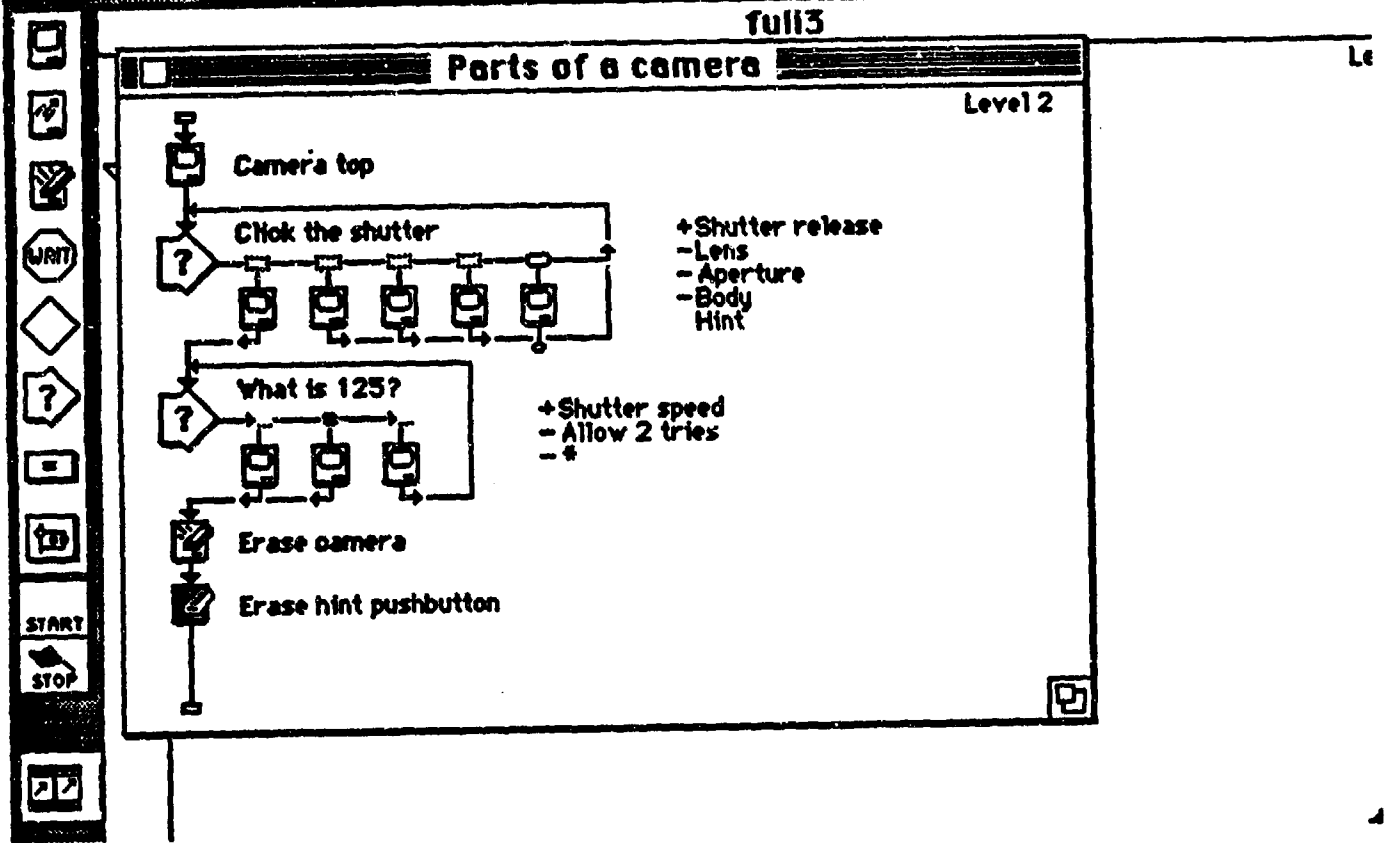 full3
Le
Parts of a camera
Level 2
Camera top
Click the shutter
+Shutter release
-Lens
-Aperture
-Body
Hint
What is 125?
+Shutter speed
- Allow 2 tries
- *
Erase camera
Erase hint pushbutton
WAIT
?
=
START
STOP
?
?